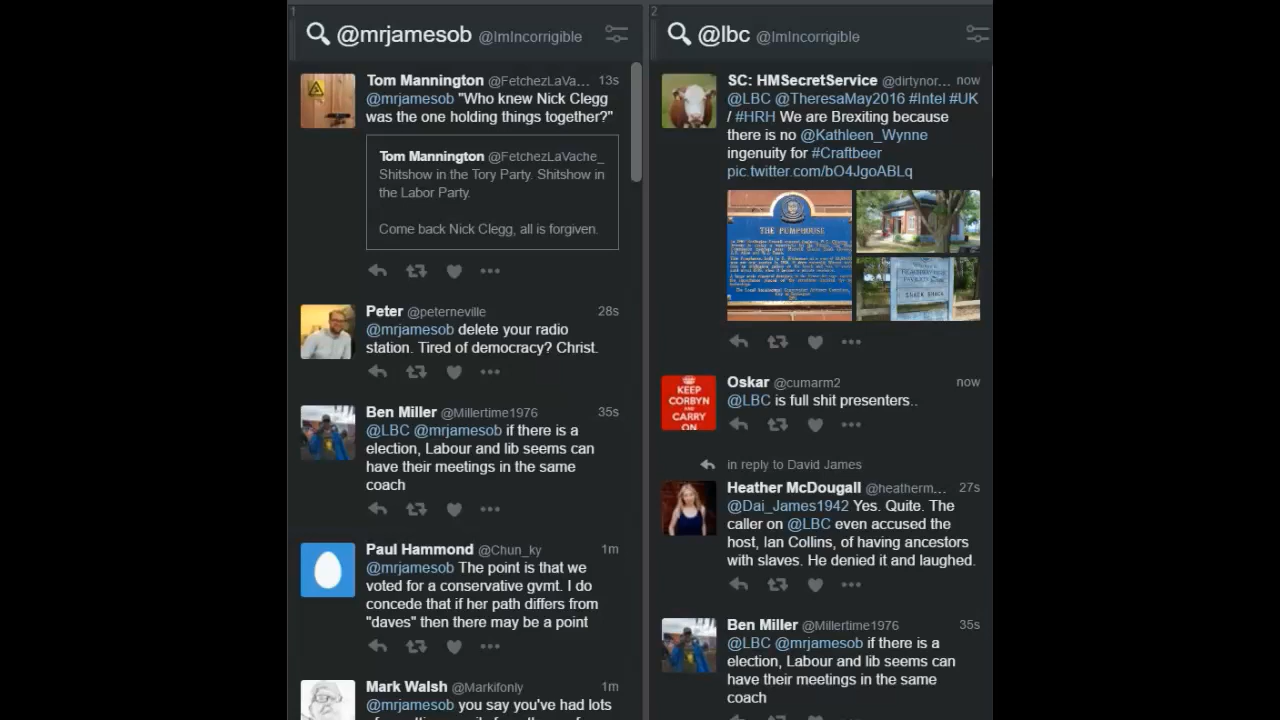 1
@mrjamesob @ImIncorrigible
Tom Mannington @FetchezLaVa... 13s
@mrjamesob "Who knew Nick Clegg
was the one holding things together?"
Tom Mannington @FetchezLaVache_
Shitshow in the Tory Party. Shitshow in
the Labor Party.
Come back Nick Clegg, all is forgiven.
Peter @peterneville 28s
@mrjamesob delete your radio
station. Tired of democracy? Christ.
Ben Miller @Millertime1976 35s
@LBC @mrjamesob if there is a
election, Labour and lib seems can
have their meetings in the same
coach
Paul Hammond @Chun_ky 1m
@mrjamesob The point is that we
voted for a conservative gvmt. I do
concede that if her path differs from
"daves" then there may be a point
Mark Walsh @Markifonly 1m
@mrjamesob you say you've had lots
2
@lbc @ImIncorrigible
SC: HMSecretService @dirtynor... now
@LBC @TheresaMay2016 #Intel #UK
/ #HRH We are Brexiting because
there is no @Kathleen_Wynne
ingenuity for #Craftbeer
pic.twitter.com/bO4JgoABLq
THE PUMPHOUSE
Oskar @cumarm2 now
@LBC is full shit presenters..
KEEP
CORBYN
AND
CARRY
ON
in reply to David James
Heather McDougall @heatherm... 27s
@Dai_James1942 Yes. Quite. The
caller on @LBC even accused the
host, Ian Collins, of having ancestors
with slaves. He denied it and laughed.
Ben Miller @Millertime1976 35s
@LBC @mrjamesob if there is a
election, Labour and lib seems can
have their meetings in the same
coach